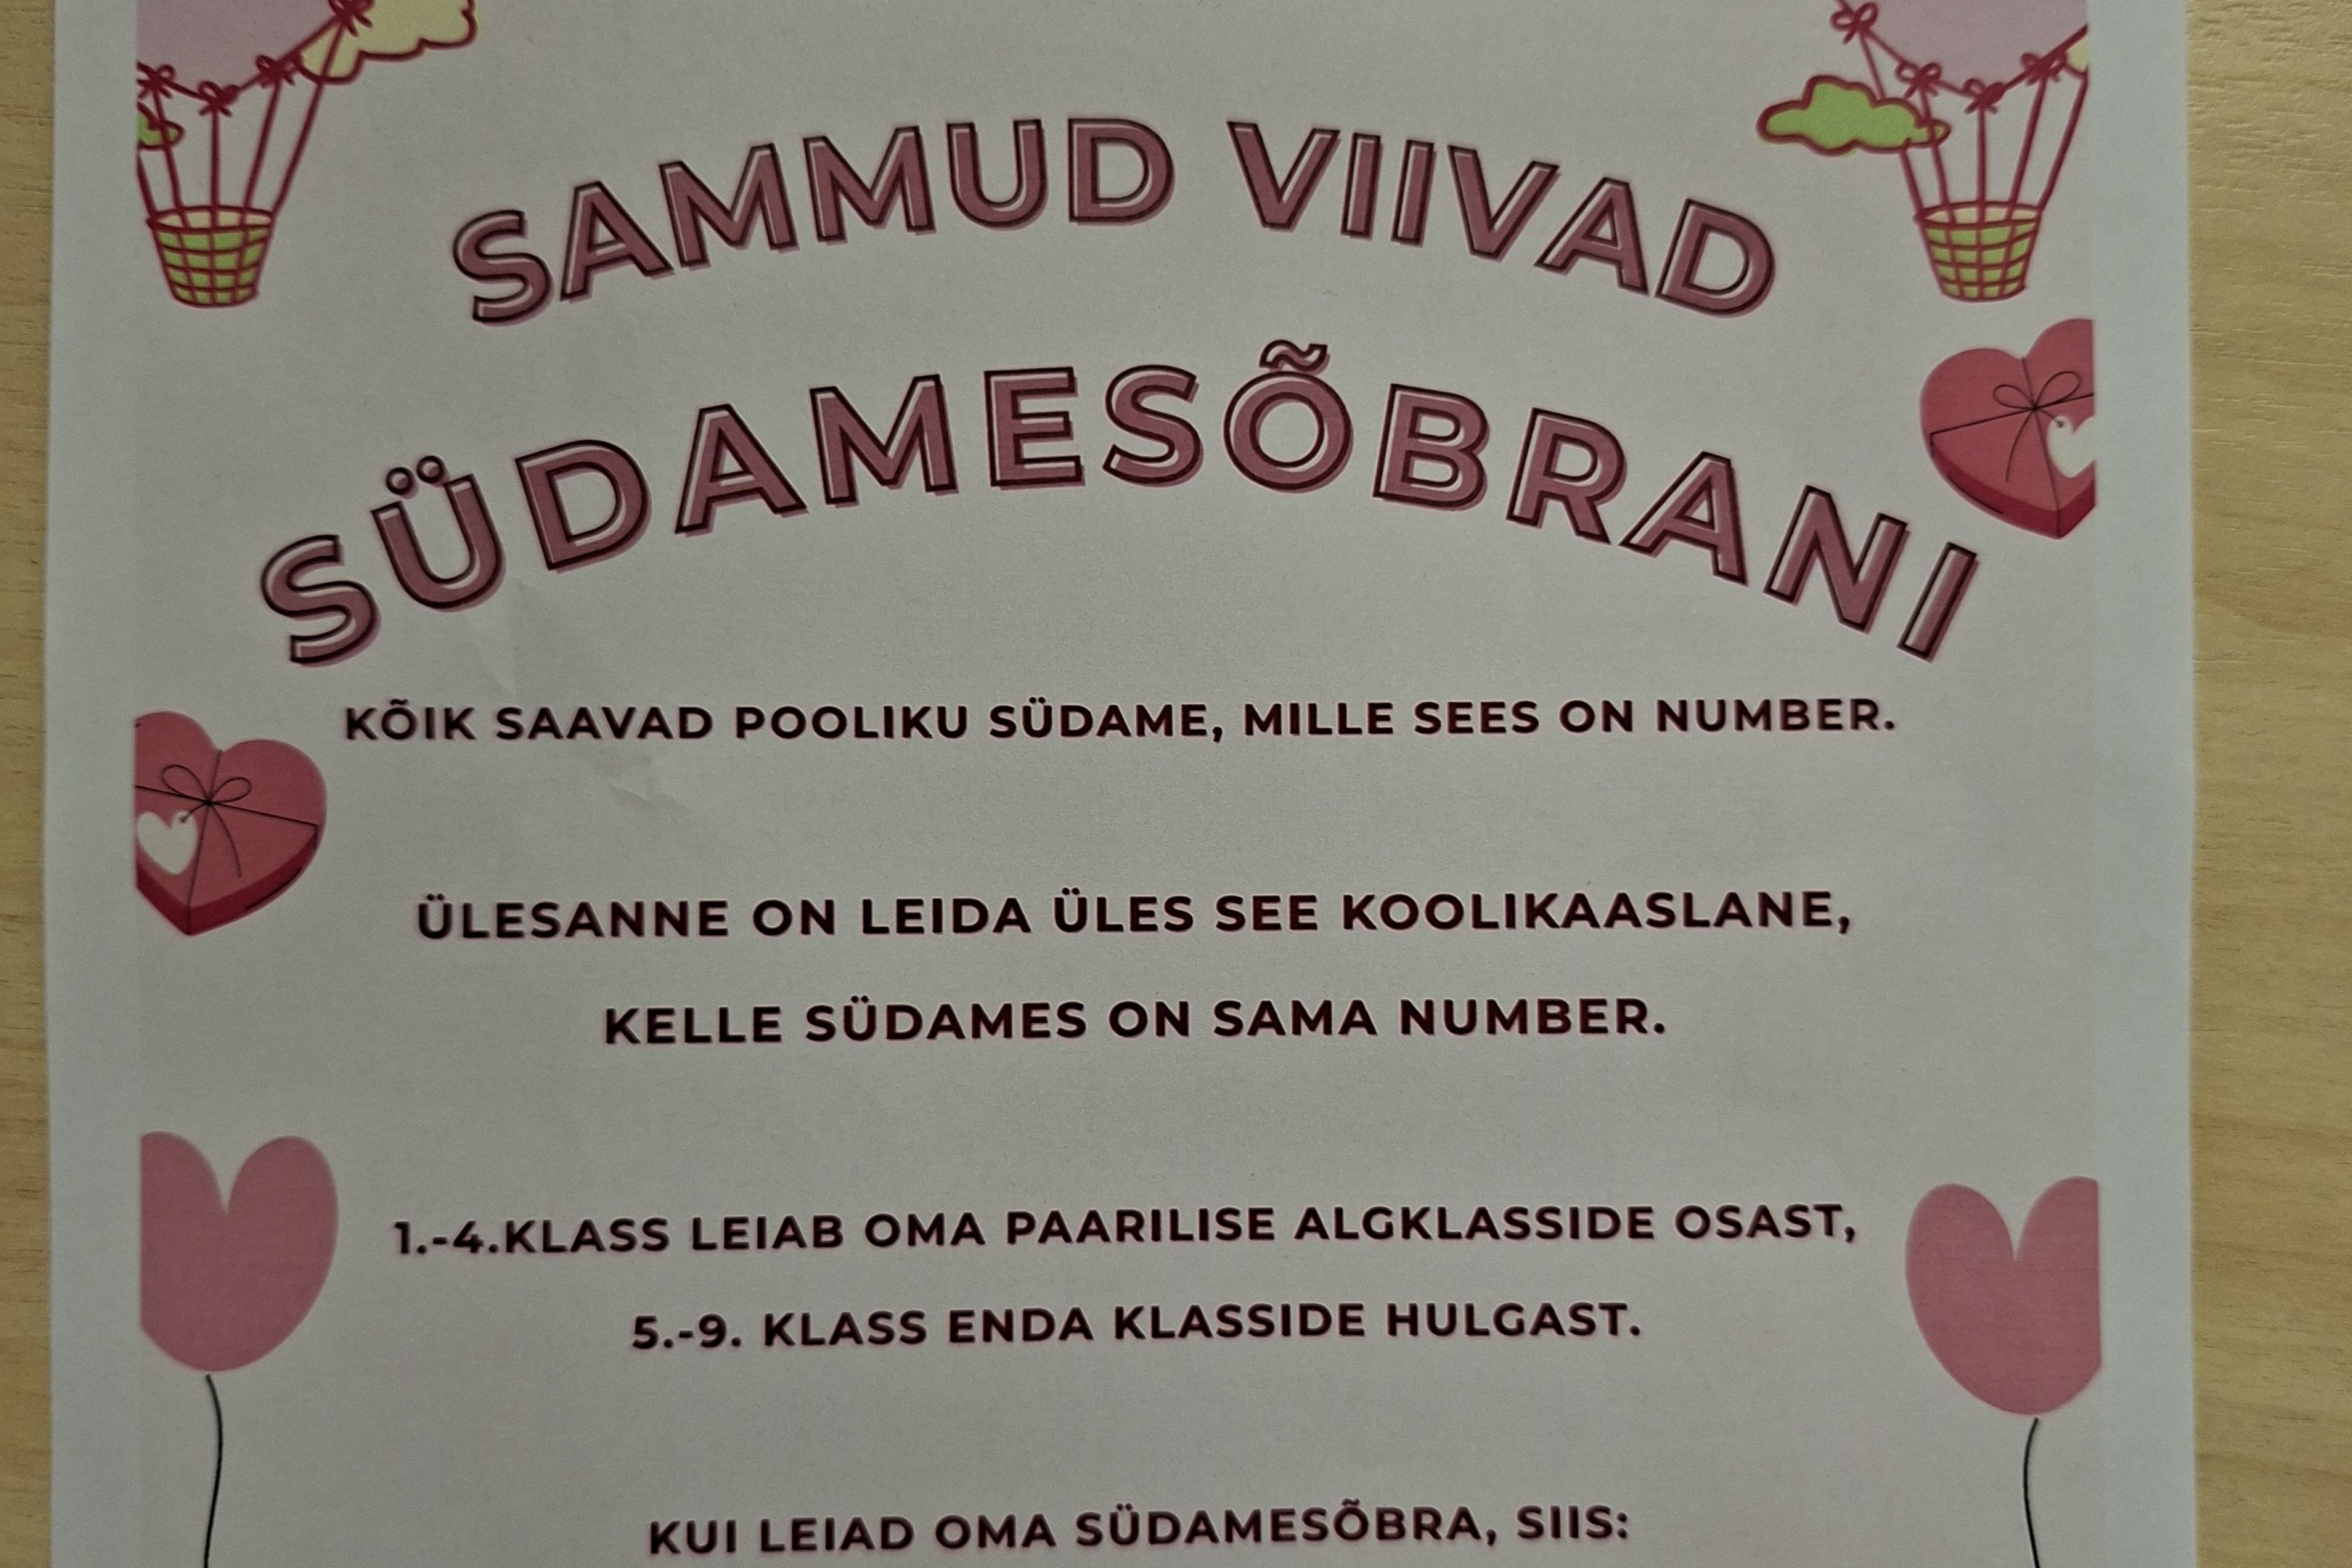 SAMMUD VIIVAD
SÜDAMESÕBRANI
KÕIK SAAVAD POOLIKU SÜDAME, MILLE SEES ON NUMBER.
ÜLESANNE ON LEIDA ÜLES SEE KOOLIKAASLANE,
KELLE SÜDAMES ON SAMA NUMBER.
1.-4.KLASS LEIAB OMA PAARILISE ALGKLASSIDE OSAST,
5.-9. KLASS ENDA KLASSIDE HULGAST.
KUI LEIAD OMA SÜDAMESÕBRA, SIIS: